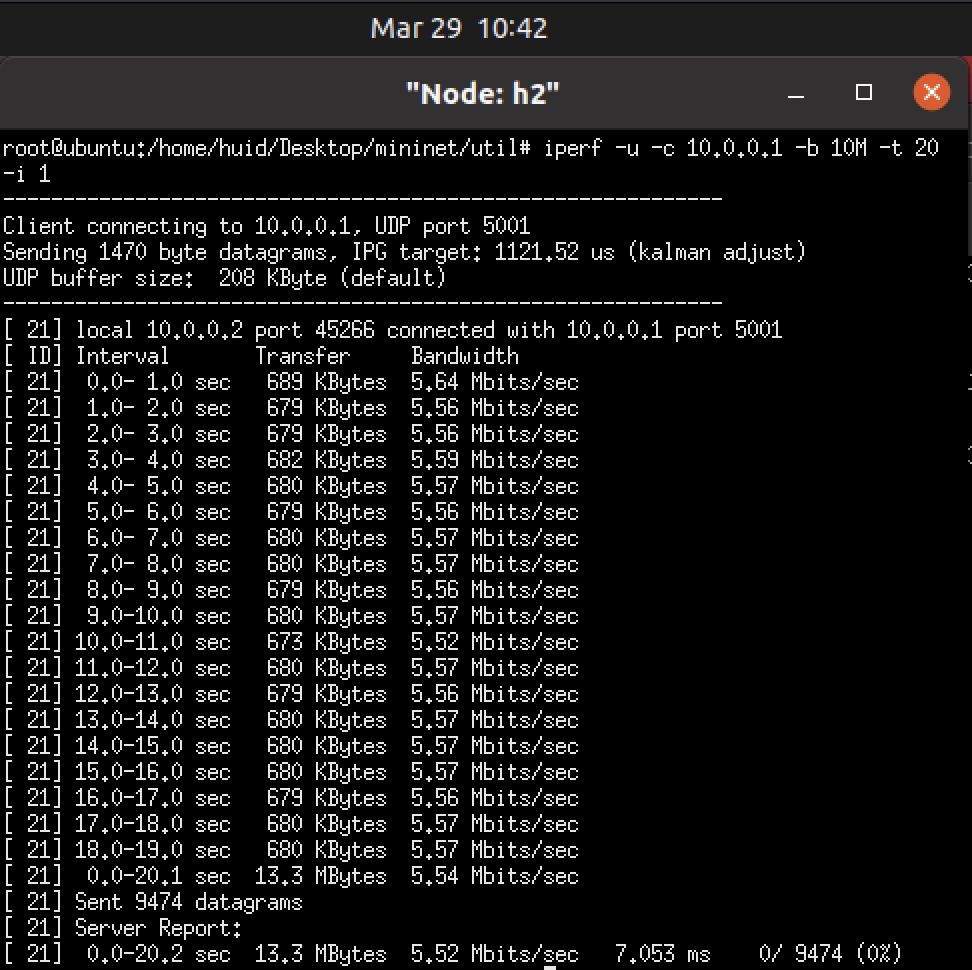 Mar 29  10:42
"Node: h2"
root@ubuntu:/home/huid/Desktop/mininet/util# iperf -u -c 10.0.0.1 -b 10M -t 20
-i 1
------------------------------------------------------------
Client connecting to 10.0.0.1, UDP port 5001
Sending 1470 byte datagrams, IPG target: 1121.52 us (kalman adjust)
UDP buffer size:  208 KByte (default)
------------------------------------------------------------
[ 21] local 10.0.0.2 port 45266 connected with 10.0.0.1 port 5001
[ ID] Interval       Transfer     Bandwidth
[ 21]  0.0- 1.0 sec   689 KBytes  5.64 Mbits/sec
[ 21]  1.0- 2.0 sec   679 KBytes  5.56 Mbits/sec
[ 21]  2.0- 3.0 sec   679 KBytes  5.56 Mbits/sec
[ 21]  3.0- 4.0 sec   682 KBytes  5.59 Mbits/sec
[ 21]  4.0- 5.0 sec   680 KBytes  5.57 Mbits/sec
[ 21]  5.0- 6.0 sec   679 KBytes  5.56 Mbits/sec
[ 21]  6.0- 7.0 sec   680 KBytes  5.57 Mbits/sec
[ 21]  7.0- 8.0 sec   680 KBytes  5.57 Mbits/sec
[ 21]  8.0- 9.0 sec   679 KBytes  5.56 Mbits/sec
[ 21]  9.0-10.0 sec   680 KBytes  5.57 Mbits/sec
[ 21] 10.0-11.0 sec   673 KBytes  5.52 Mbits/sec
[ 21] 11.0-12.0 sec   680 KBytes  5.57 Mbits/sec
[ 21] 12.0-13.0 sec   679 KBytes  5.56 Mbits/sec
[ 21] 13.0-14.0 sec   680 KBytes  5.57 Mbits/sec
[ 21] 14.0-15.0 sec   680 KBytes  5.57 Mbits/sec
[ 21] 15.0-16.0 sec   680 KBytes  5.57 Mbits/sec
[ 21] 16.0-17.0 sec   679 KBytes  5.56 Mbits/sec
[ 21] 17.0-18.0 sec   680 KBytes  5.57 Mbits/sec
[ 21] 18.0-19.0 sec   680 KBytes  5.57 Mbits/sec
[ 21]  0.0-20.1 sec  13.3 MBytes  5.54 Mbits/sec
[ 21] Sent 9474 datagrams
[ 21] Server Report:
[ 21]  0.0-20.2 sec  13.3 MBytes  5.52 Mbits/sec   7.053 ms    0/ 9474 (0%)